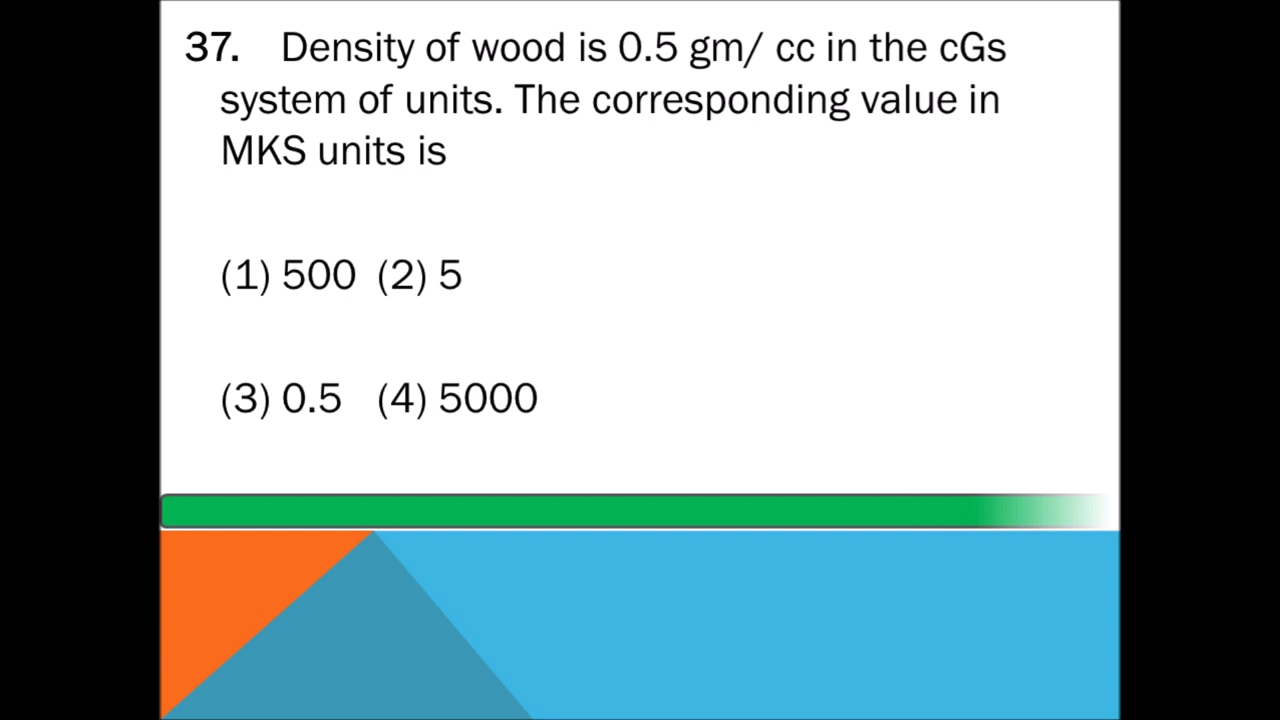 37. Density of wood is 0.5 gm/ cc in the cGs
system of units. The corresponding value in
MKS units is
(1) 500 (2) 5
(3) 0.5 (4) 5000